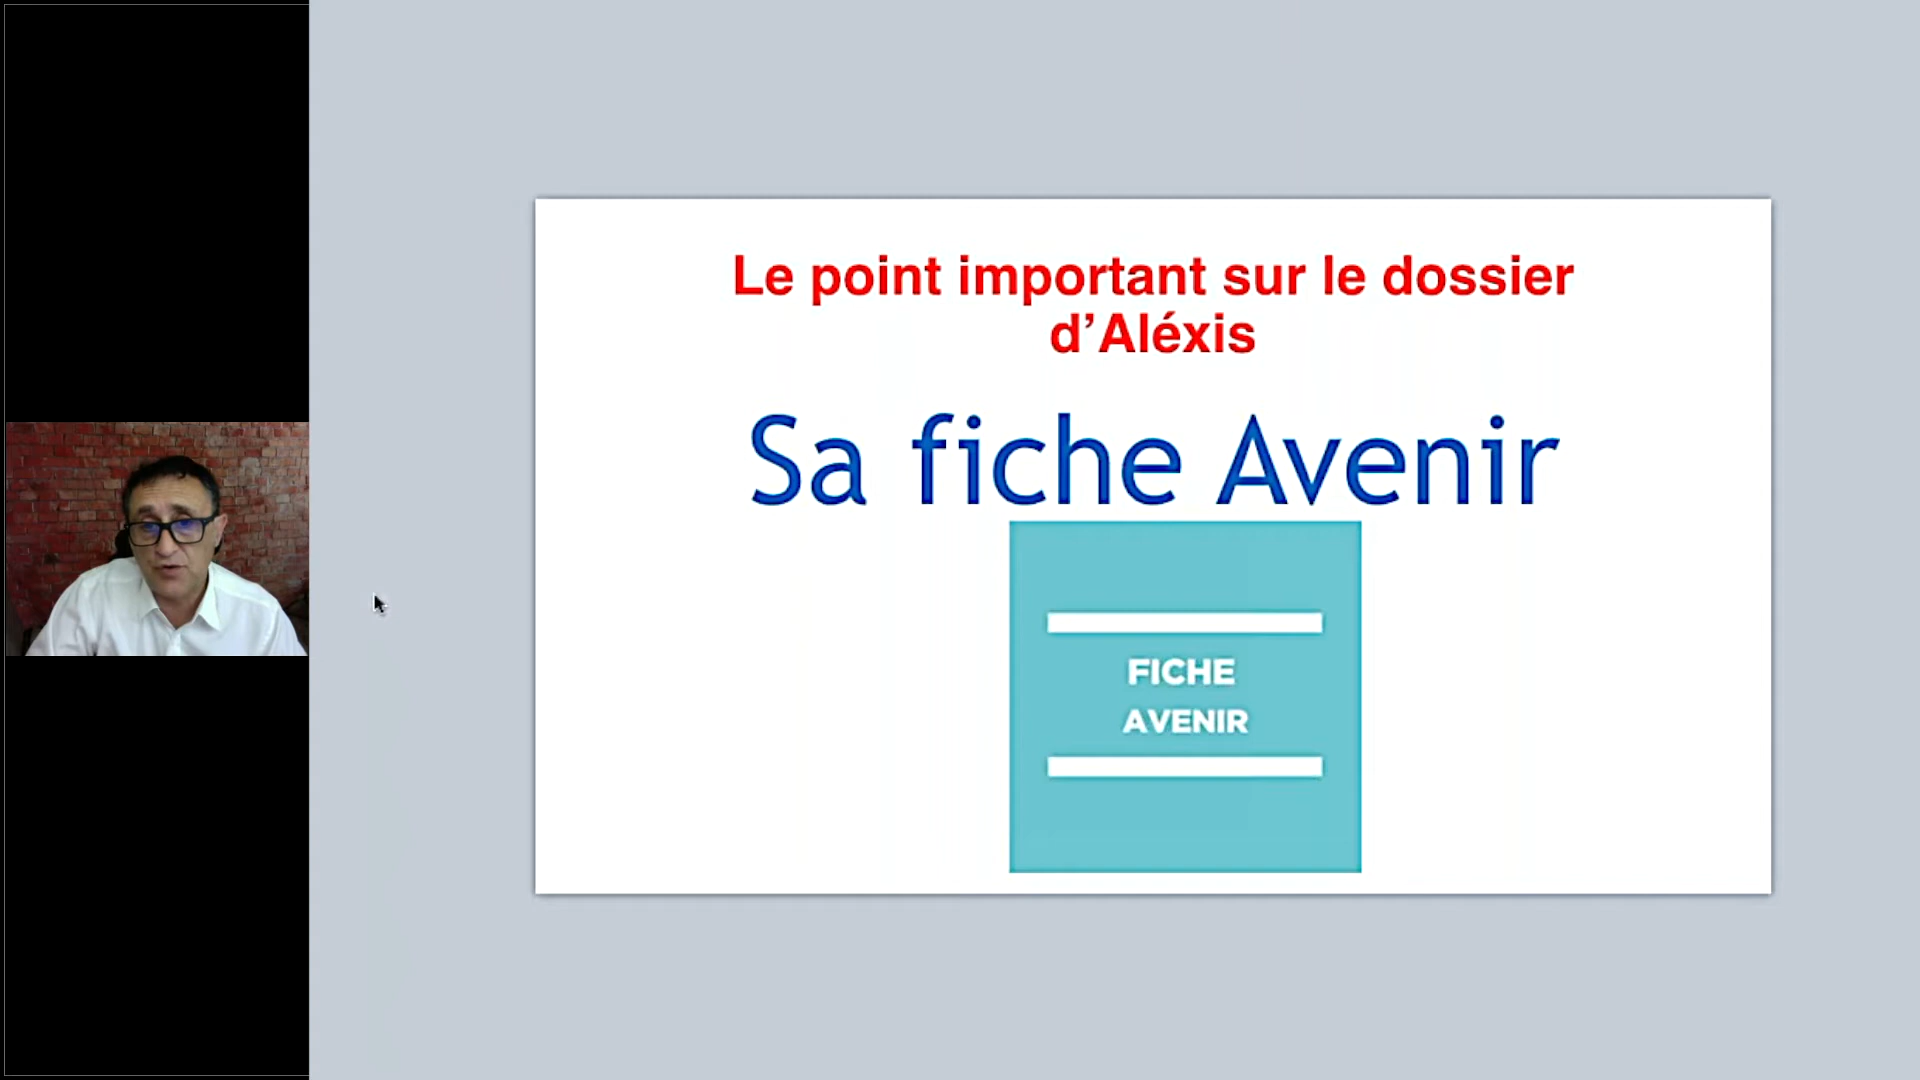 Le point important sur le dossier
d’Aléxis
Sa fiche Avenir
FICHE
AVENIR